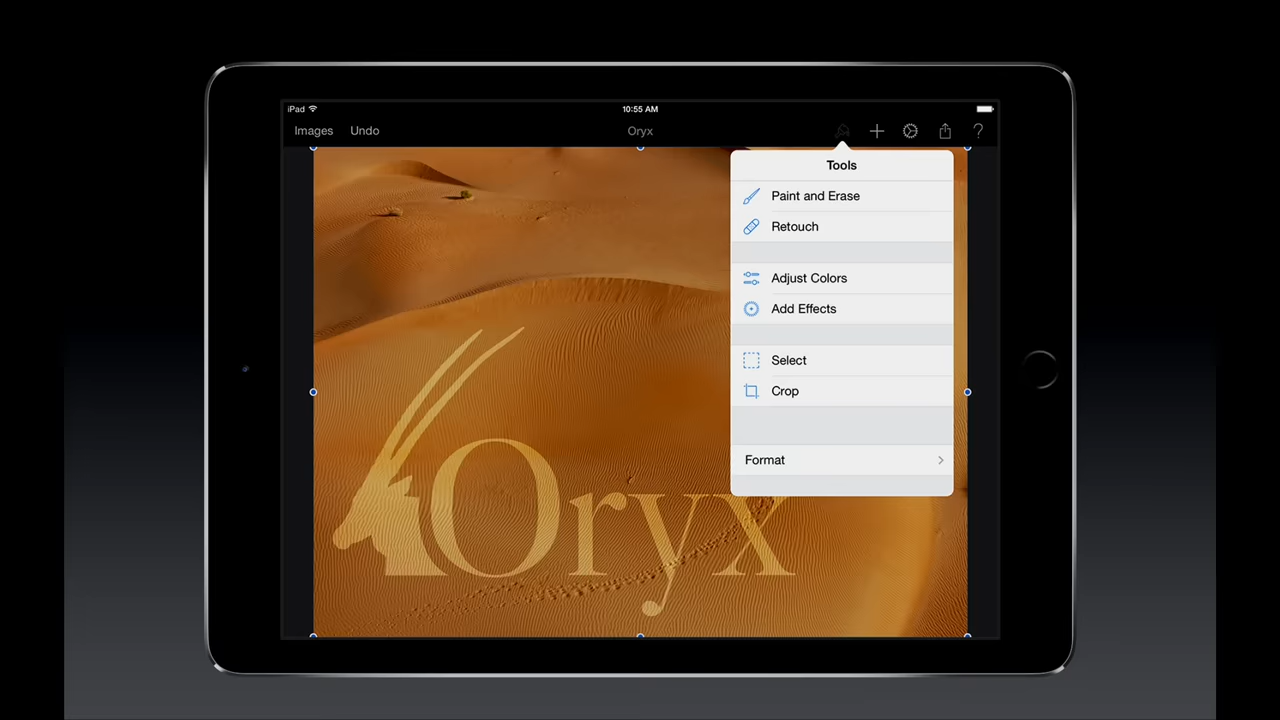 iPad
10:55 AM
Images
Undo
Oryx
?
Tools
Paint and Erase
Retouch
Adjust Colors
Add Effects
Select
Crop
Format
Oryx